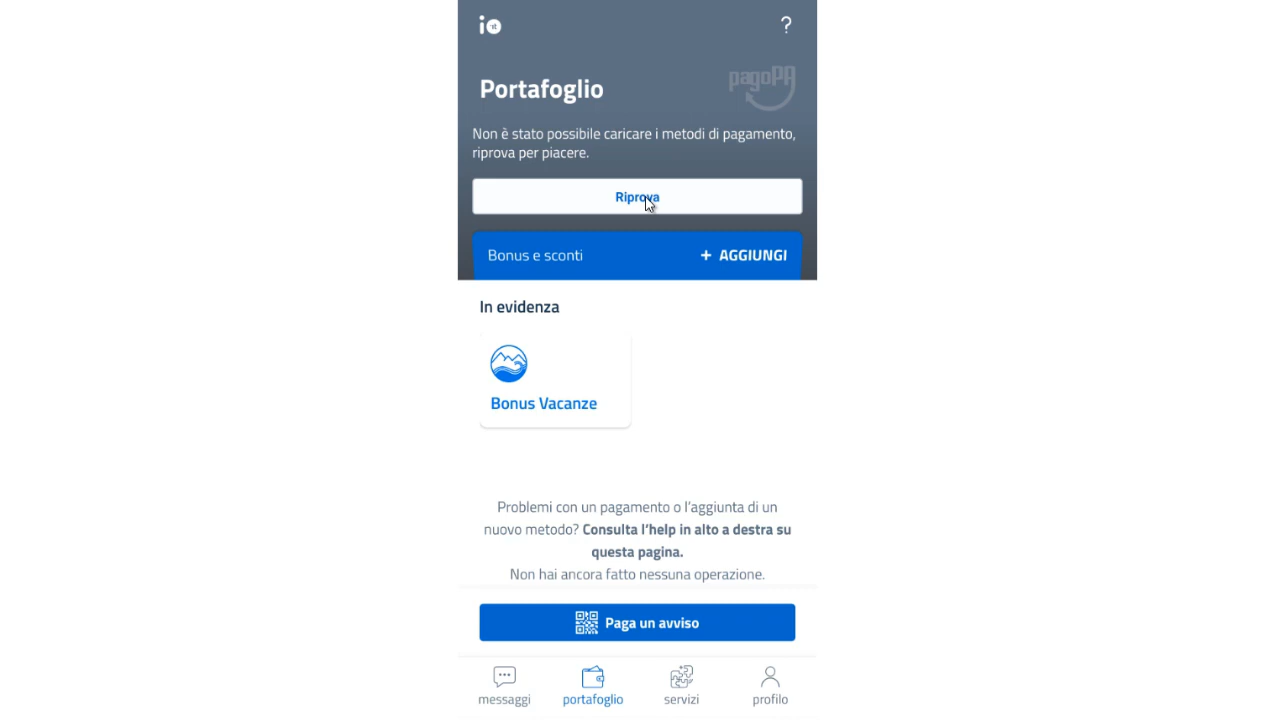 io
?
Portafoglio
pagoPA
Non è stato possibile caricare i metodi di pagamento,
riprova per piacere.
Riprova
Bonus e sconti + AGGIUNGI
In evidenza
Bonus Vacanze
Problemi con un pagamento o l'aggiunta di un
nuovo metodo? Consulta l'help in alto a destra su
questa pagina.
Non hai ancora fatto nessuna operazione.
Paga un avviso
messaggi portafoglio servizi profilo